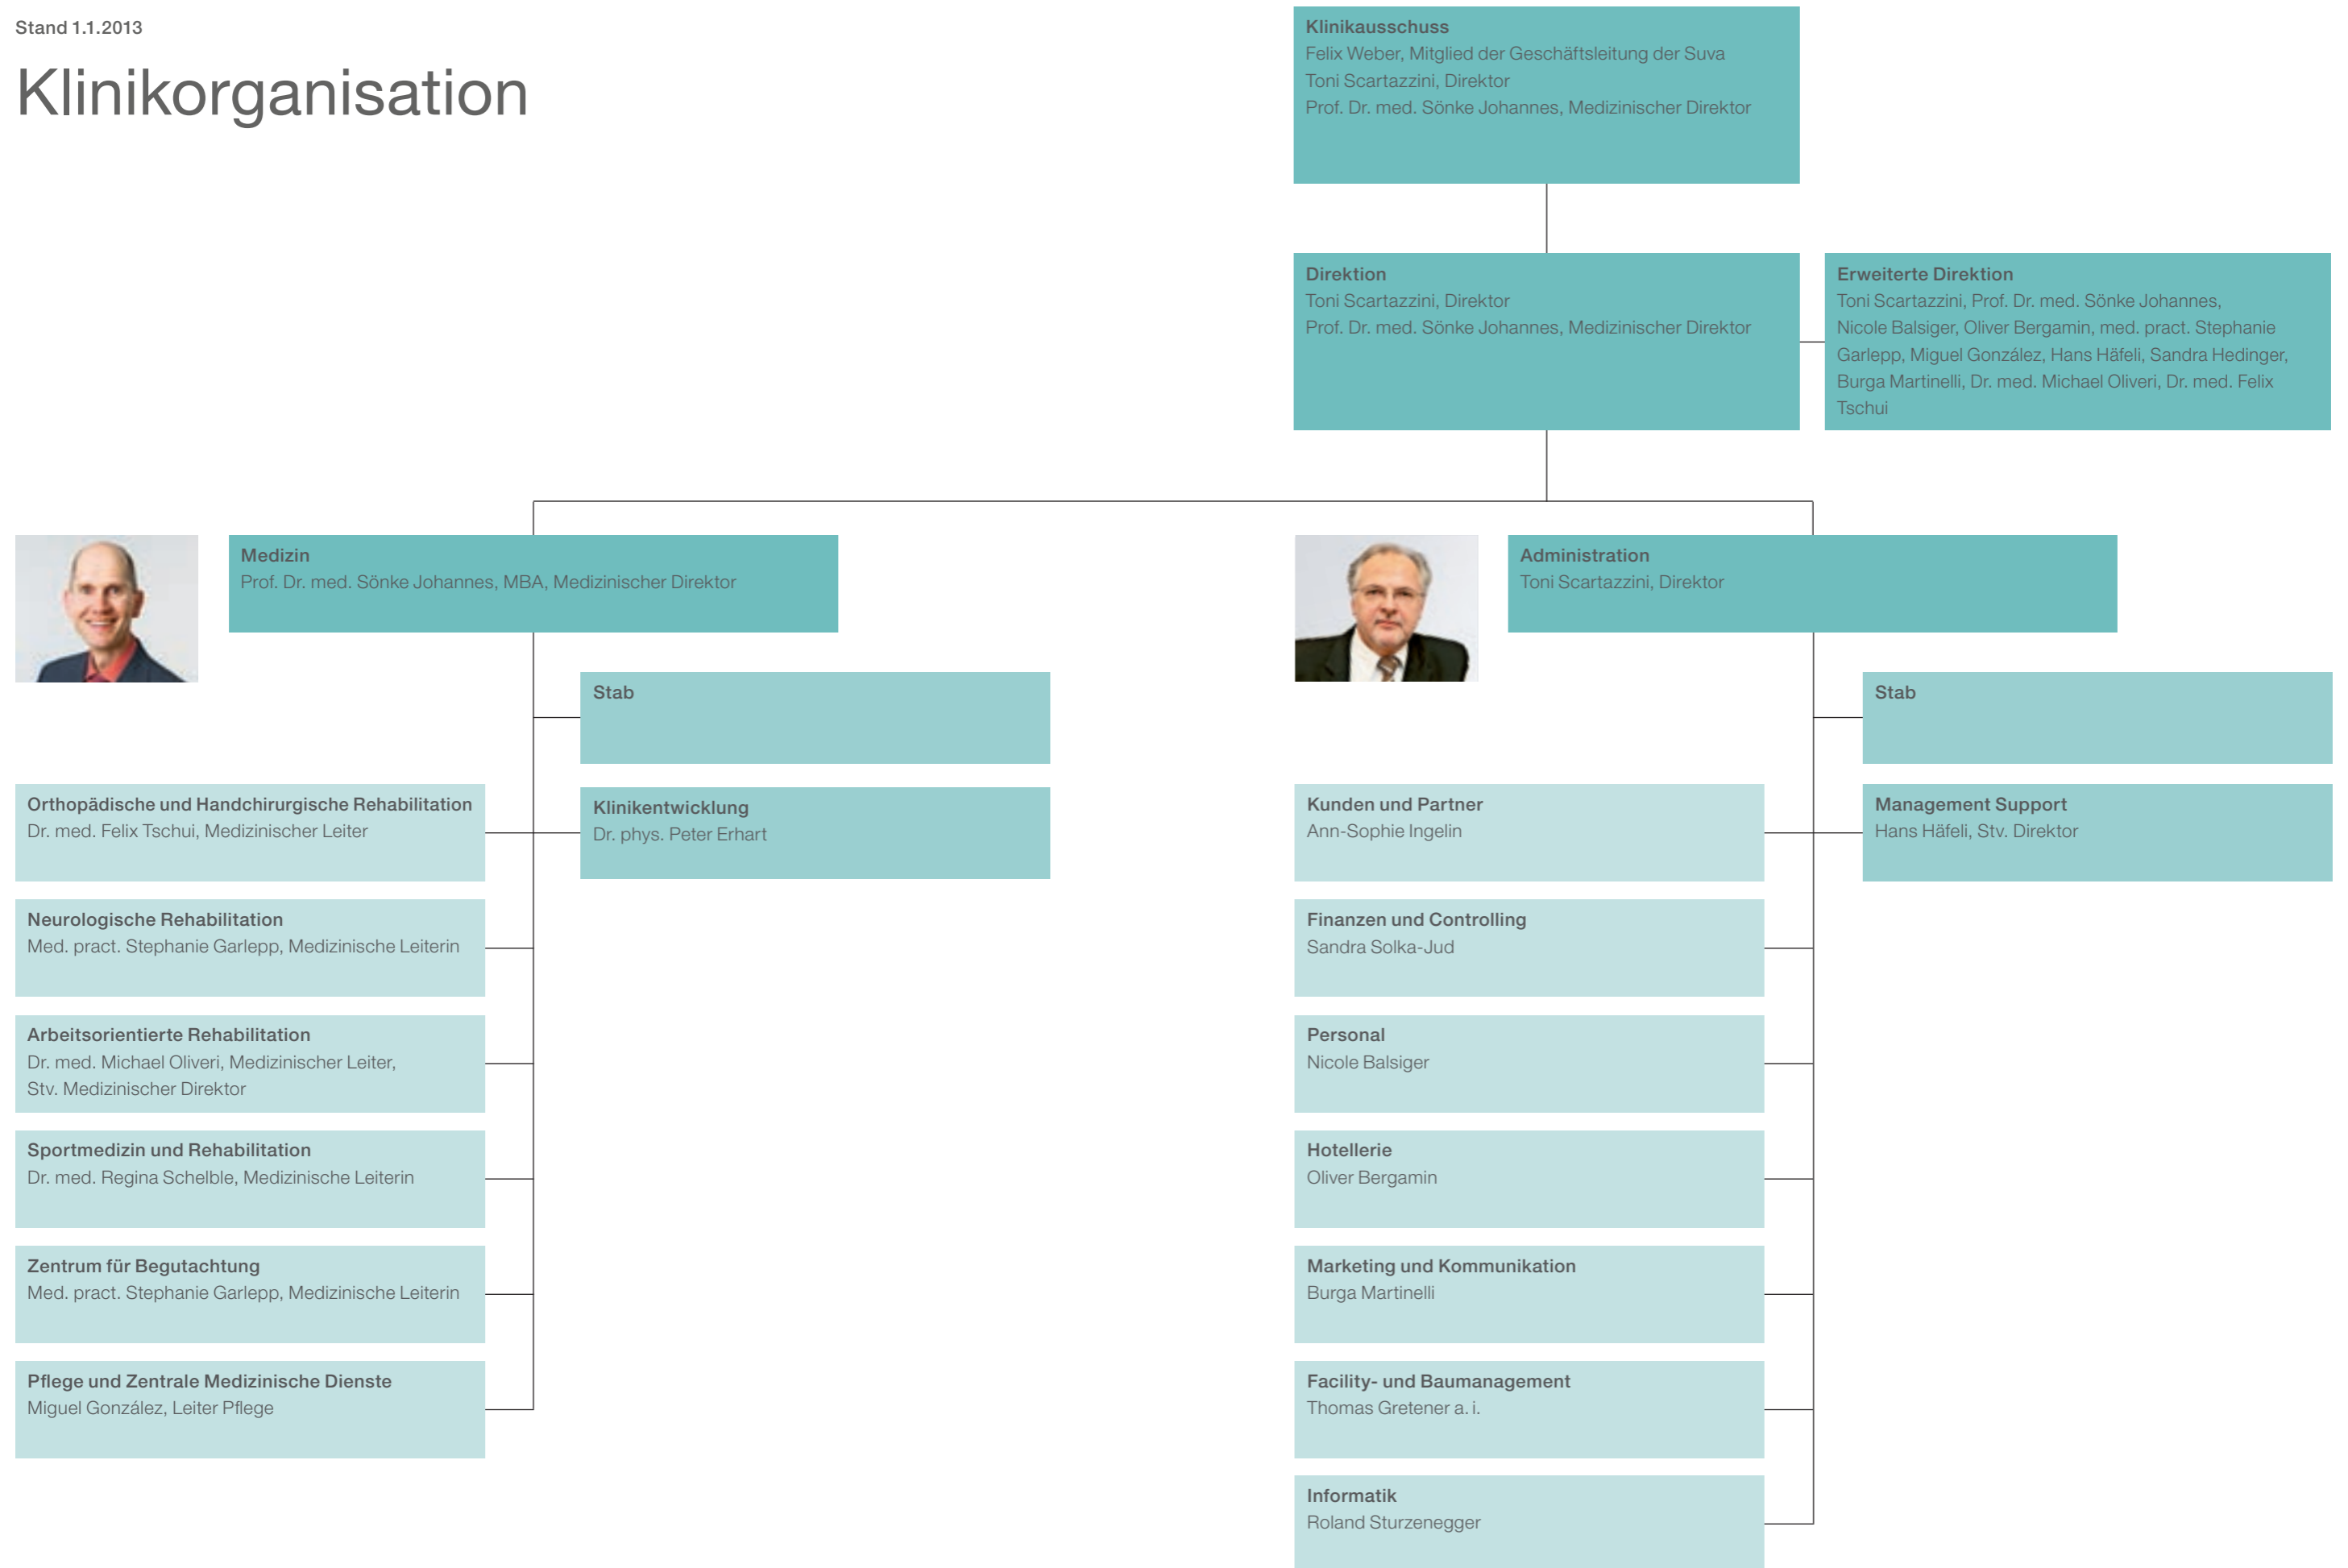 Stand 1.1.2013
Klinikorganisation
Klinikausschuss
Felix Weber, Mitglied der Geschäftsleitung der Suva
Toni Scartazzini, Direktor
Prof. Dr. med. Sönke Johannes, Medizinischer Direktor
Direktion
Toni Scartazzini, Direktor
Prof. Dr. med. Sönke Johannes, Medizinischer Direktor
Erweiterte Direktion
Toni Scartazzini, Prof. Dr. med. Sönke Johannes,
Nicole Balsiger, Oliver Bergamin, med. pract. Stephanie
Garlepp, Miguel González, Hans Häfeli, Sandra Hedinger,
Burga Martinelli, Dr. med. Michael Oliveri, Dr. med. Felix
Tschui
Medizin
Prof. Dr. med. Sönke Johannes, MBA, Medizinischer Direktor
Stab
Klinikentwicklung
Dr. phys. Peter Erhart
Orthopädische und Handchirurgische Rehabilitation
Dr. med. Felix Tschui, Medizinischer Leiter
Neurologische Rehabilitation
Med. pract. Stephanie Garlepp, Medizinische Leiterin
Arbeitsorientierte Rehabilitation
Dr. med. Michael Oliveri, Medizinischer Leiter,
Stv. Medizinischer Direktor
Sportmedizin und Rehabilitation
Dr. med. Regina Schelble, Medizinische Leiterin
Zentrum für Begutachtung
Med. pract. Stephanie Garlepp, Medizinische Leiterin
Pflege und Zentrale Medizinische Dienste
Miguel González, Leiter Pflege
Administration
Toni Scartazzini, Direktor
Stab
Management Support
Hans Häfeli, Stv. Direktor
Kunden und Partner
Ann-Sophie Ingelin
Finanzen und Controlling
Sandra Solka-Jud
Personal
Nicole Balsiger
Hotellerie
Oliver Bergamin
Marketing und Kommunikation
Burga Martinelli
Facility- und Baumanagement
Thomas Gretener a. i.
Informatik
Roland Sturzenegger